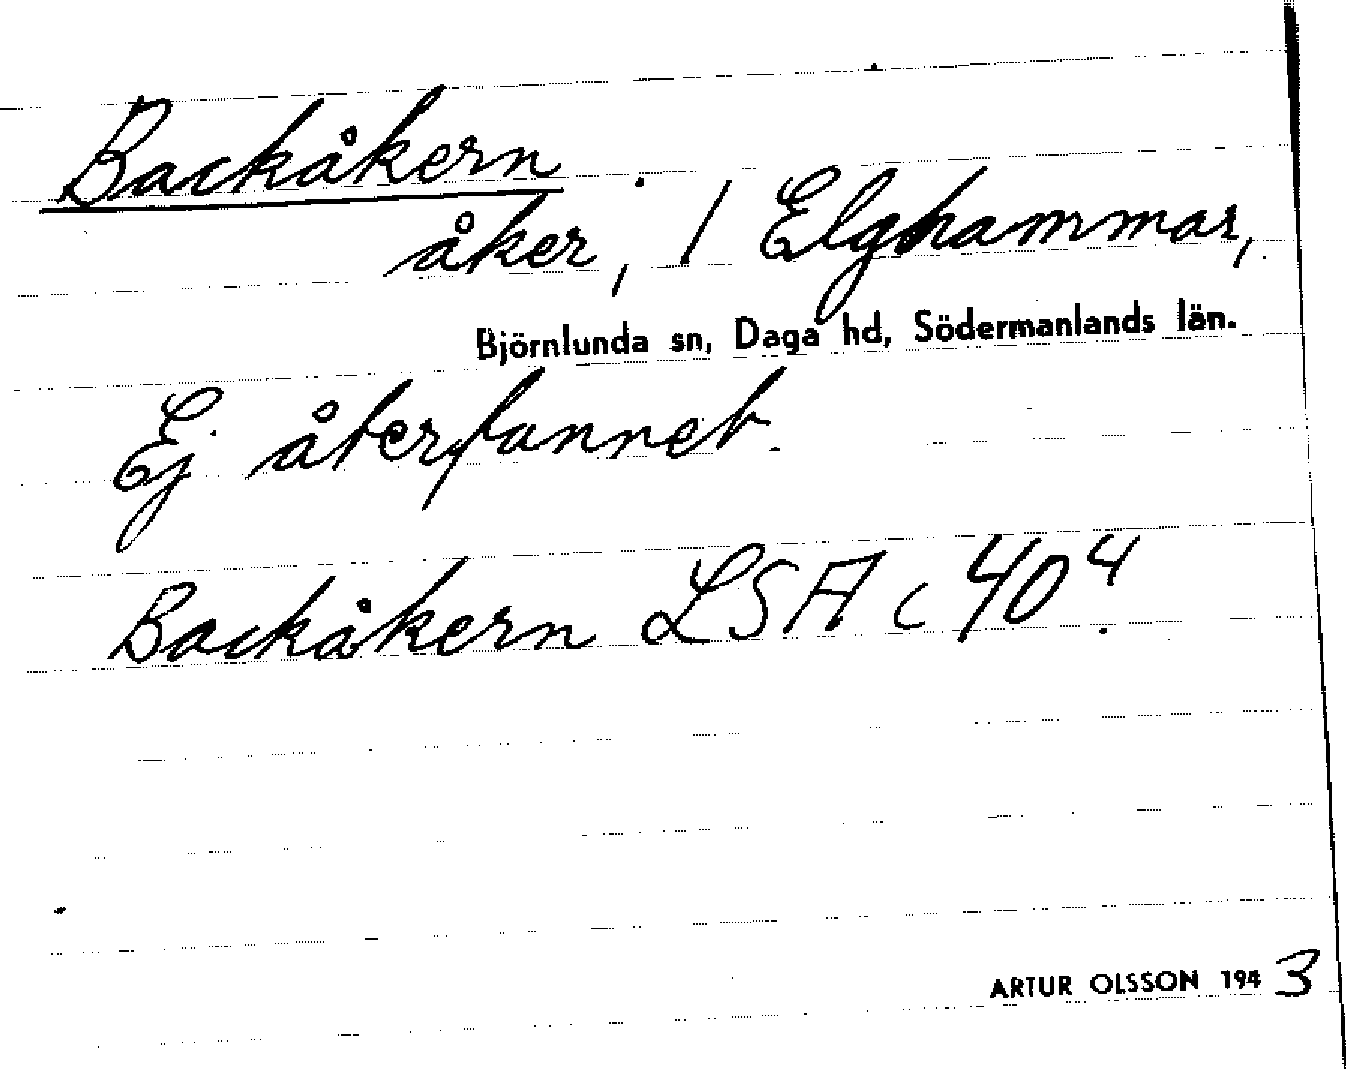 Backåkern
åker, / Elghammar,
Björnlunda sn, Daga hd, Södermanlands län.
Ej återfunnet.
Backåkern LSA c 40⁴.
ARTUR OLSSON 1943